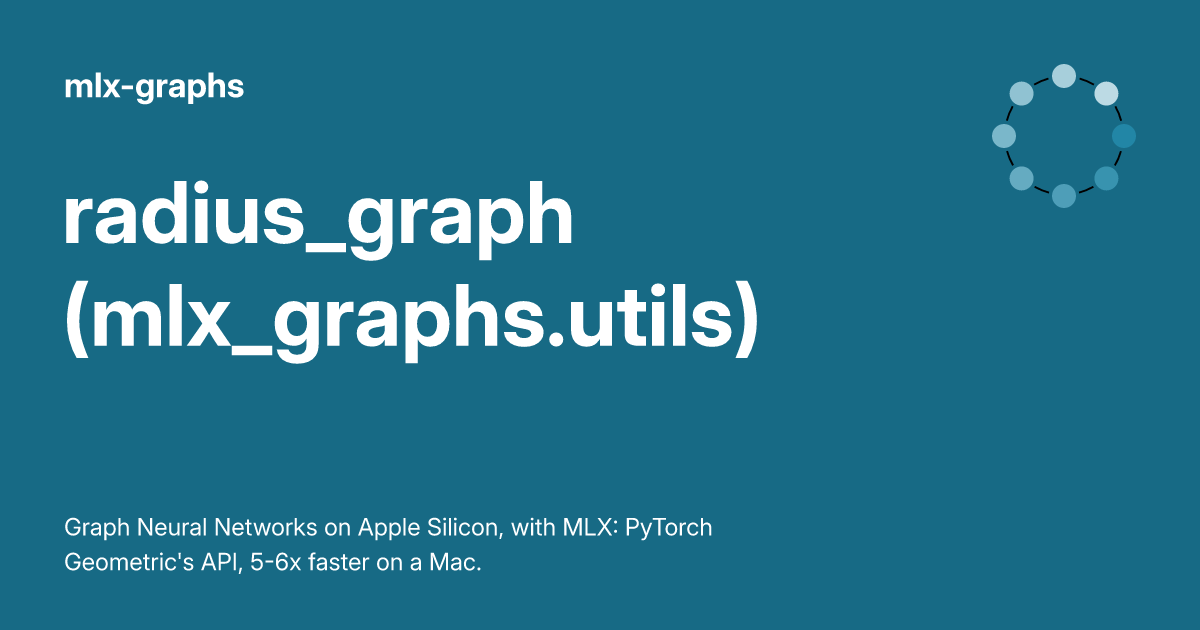 mlx-graphs
radius_graph
(mlx_graphs.utils)
Graph Neural Networks on Apple Silicon, with MLX: PyTorch
Geometric's API, 5-6x faster on a Mac.